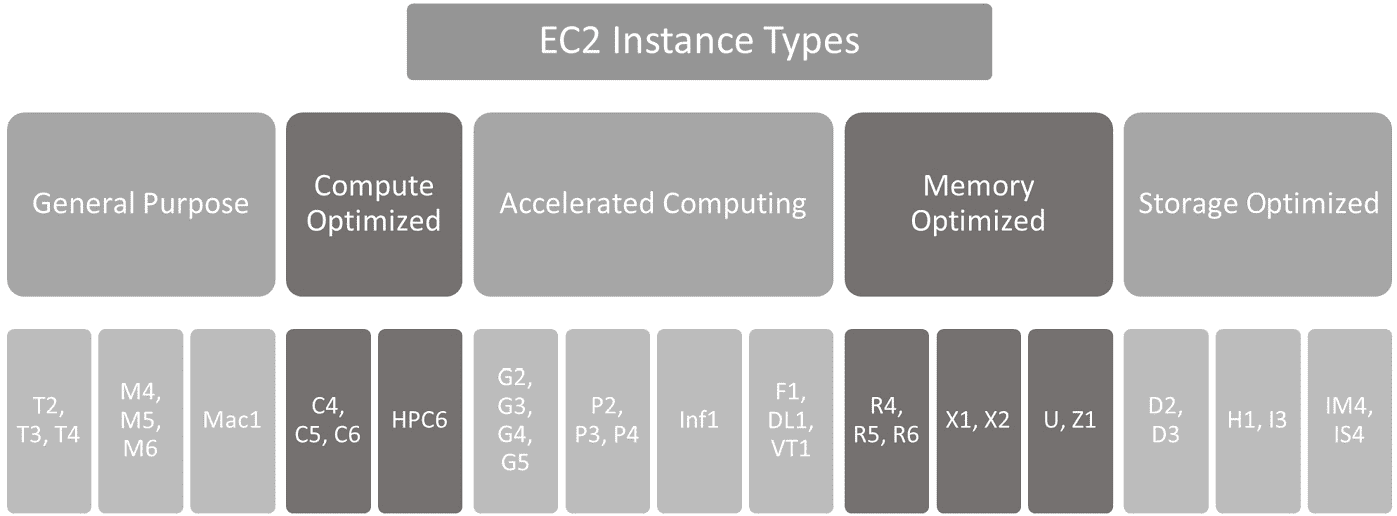 EC2 Instance Types
General Purpose
Compute
Optimized
Accelerated Computing
Memory
Optimized
Storage Optimized
T2,
T3, T4
M4,
M5,
M6
Mac1
C4,
C5, C6
HPC6
G2,
G3,
G4,
G5
P2,
P3, P4
Inf1
F1,
DL1,
VT1
R4,
R5, R6
X1, X2
U, Z1
D2,
D3
H1, I3
IM4,
IS4